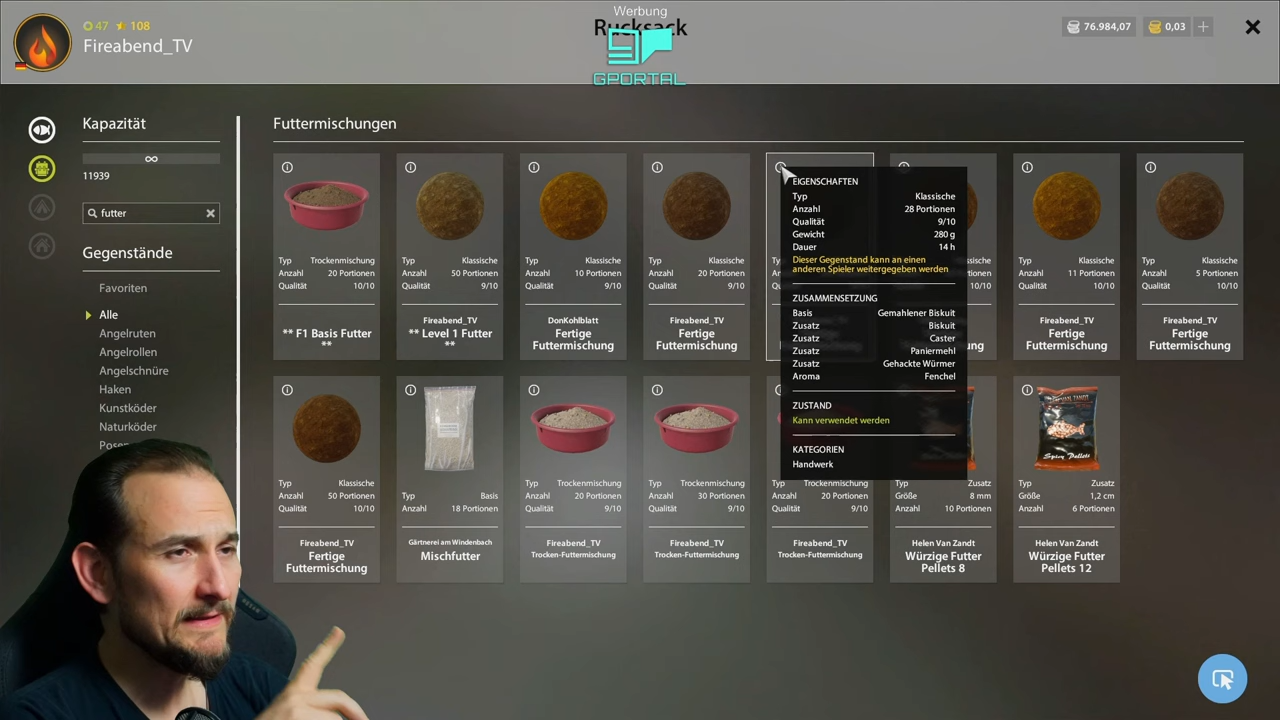 Werbung
47 108
Fireabend_TV
Rucksack
GPORTAL
76.984,07
0,03
Kapazität
∞
11939
futter
Gegenstände
Favoriten
Alle
Angelruten
Angelrollen
Angelschnüre
Haken
Kunstköder
Naturköder
Futtermischungen
Typ Trockenmischung
Anzahl 20 Portionen
Qualität 10/10
** F1 Basis Futter
**
Typ Klassische
Anzahl 50 Portionen
Qualität 9/10
Fireabend_TV
** Level 1 Futter
**
Typ Klassische
Anzahl 10 Portionen
Qualität 9/10
DonKohlblatt
Fertige
Futtermischung
Typ Klassische
Anzahl 20 Portionen
Qualität 9/10
Fireabend_TV
Fertige
Futtermischung
EIGENSCHAFTEN
Typ Klassische
Anzahl 28 Portionen
Qualität 9/10
Gewicht 280 g
Dauer 14 h
Dieser Gegenstand kann an einen
anderen Spieler weitergegeben werden
ZUSAMMENSETZUNG
Basis Gemahlener Biskuit
Zusatz Biskuit
Zusatz Caster
Zusatz Paniermehl
Zusatz Gehackte Würmer
Aroma Fenchel
ZUSTAND
Kann verwendet werden
KATEGORIEN
Handwerk
Typ Klassische
Anzahl 11 Portionen
Qualität 10/10
Fireabend_TV
Fertige
Futtermischung
Typ Klassische
Anzahl 5 Portionen
Qualität 10/10
Fireabend_TV
Fertige
Futtermischung
Typ Klassische
Anzahl 50 Portionen
Qualität 10/10
Fireabend_TV
Fertige
Futtermischung
Typ Basis
Anzahl 18 Portionen
Gärtnerei am Windenbach
Mischfutter
Typ Trockenmischung
Anzahl 20 Portionen
Qualität 9/10
Fireabend_TV
Trocken-Futtermischung
Typ Trockenmischung
Anzahl 30 Portionen
Qualität 9/10
Fireabend_TV
Trocken-Futtermischung
Typ Trockenmischung
Anzahl 20 Portionen
Qualität 9/10
Fireabend_TV
Trocken-Futtermischung
Typ Zusatz
Größe 8 mm
Anzahl 10 Portionen
Helen Van Zandt
Würzige Futter
Pellets 8
Spicy Pellets
Typ Zusatz
Größe 1,2 cm
Anzahl 6 Portionen
Helen Van Zandt
Würzige Futter
Pellets 12